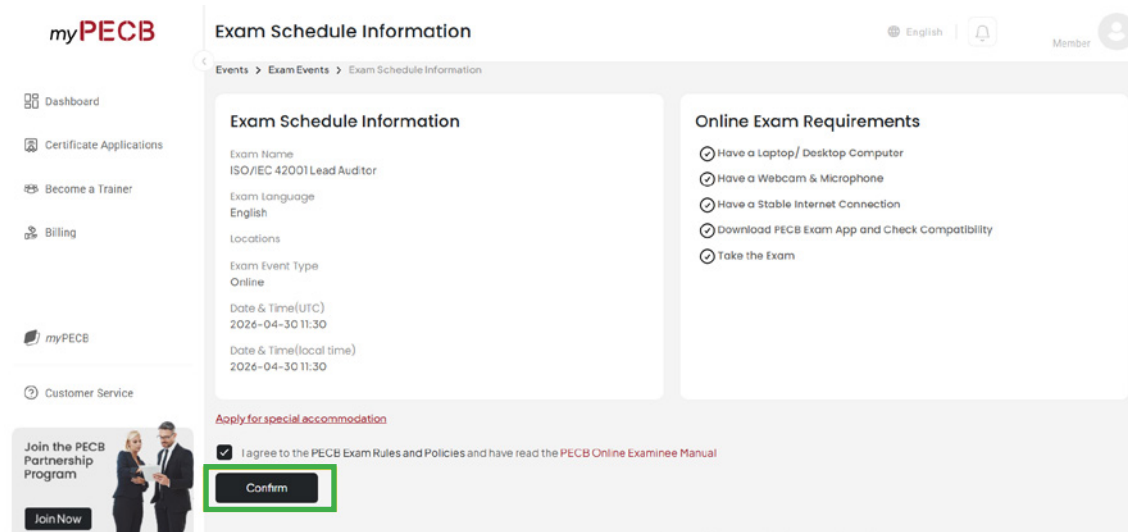 myPECB
Exam Schedule Information
English
Member
Events > Exam Events > Exam Schedule Information
Dashboard
Certificate Applications
Become a Trainer
Billing
myPECB
Customer Service
Join the PECB
Partnership
Program
Join Now
Exam Schedule Information
Exam Name
ISO/IEC 42001 Lead Auditor
Exam Language
English
Locations
Exam Event Type
Online
Date & Time(UTC)
2026-04-30 11:30
Date & Time(local time)
2026-04-30 11:30
Online Exam Requirements
Have a Laptop/ Desktop Computer
Have a Webcam & Microphone
Have a Stable Internet Connection
Download PECB Exam App and Check Compatibility
Take the Exam
Apply for special accommodation
I agree to the PECB Exam Rules and Policies and have read the PECB Online Examinee Manual
Confirm